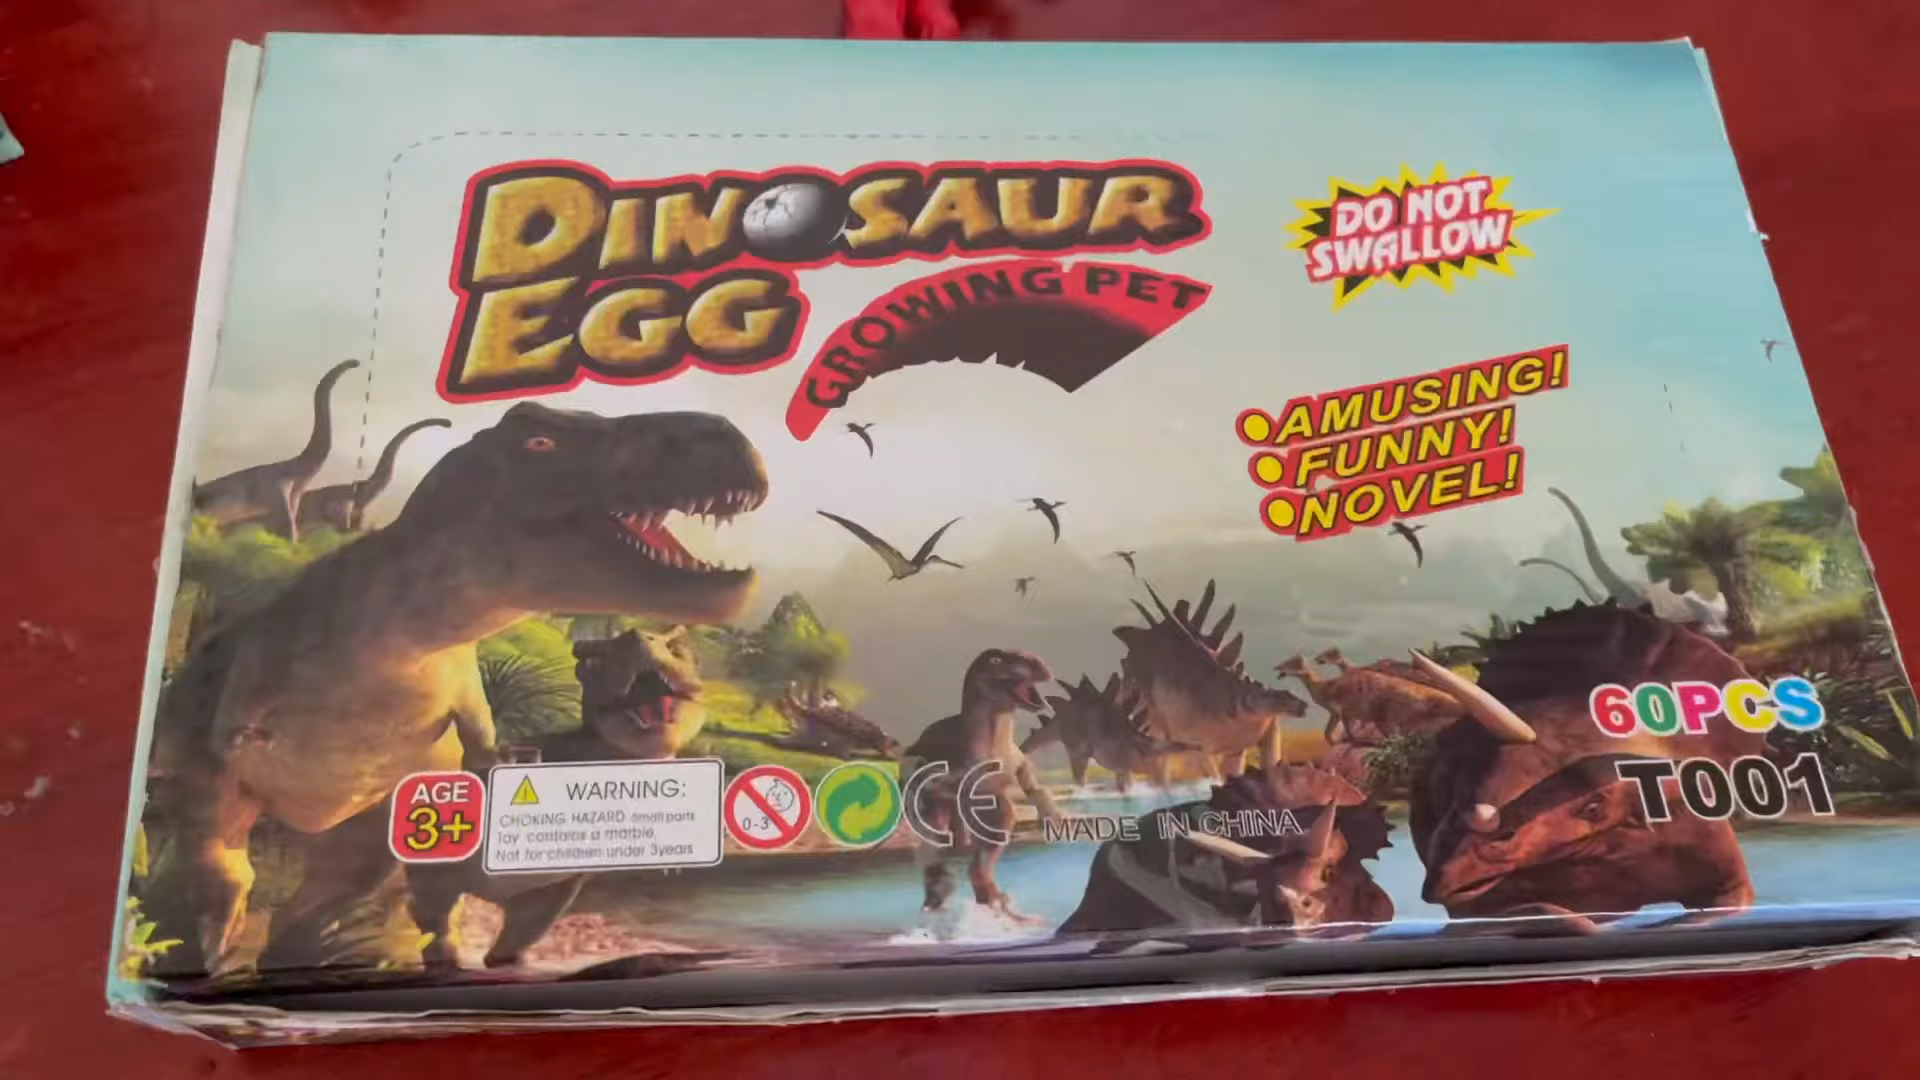 DINOSAUR
EGG
GROWING PET
DO NOT
SWALLOW
AMUSING!
FUNNY!
NOVEL!
60PCS
T001
AGE
3+
WARNING:
CHOKING HAZARD small parts
Toy contains a marble,
Not for children under 3years
0-3
CE
MADE IN CHINA